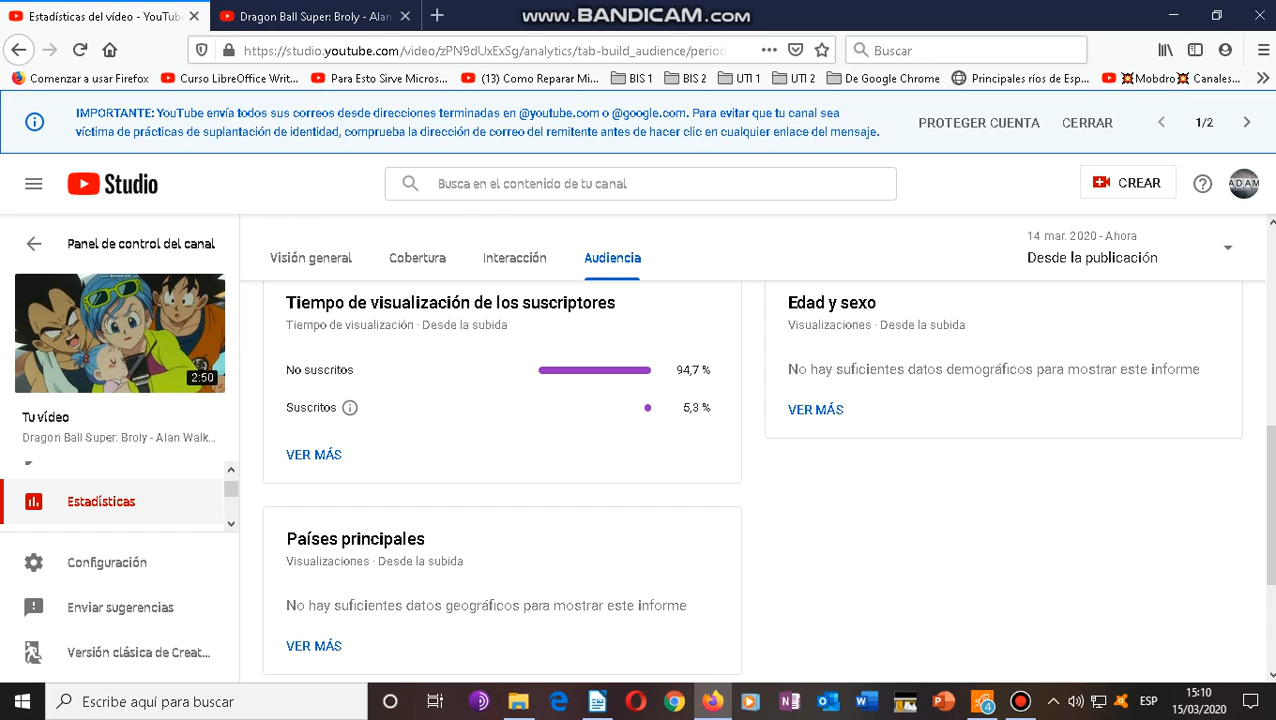 Estadísticas del vídeo - YouTube
Dragon Ball Super: Broly - Alan
www.BANDICAM.com
https://studio.youtube.com/video/zPN9dUxExSg/analytics/tab-build_audience/period
Buscar
Comenzar a usar Firefox
Curso LibreOffice Writ...
Para Esto Sirve Micros...
(13) Como Reparar Mi...
BIS 1
BIS 2
UTI 1
UTI 2
De Google Chrome
Principales ríos de Esp...
Mobdro Canales...
IMPORTANTE: YouTube envía todos sus correos desde direcciones terminadas en @youtube.com o @google.com. Para evitar que tu canal sea
víctima de prácticas de suplantación de identidad, comprueba la dirección de correo del remitente antes de hacer clic en cualquier enlace del mensaje.
PROTEGER CUENTA
CERRAR
1/2
Studio
Busca en el contenido de tu canal
CREAR
ADAM
Panel de control del canal
2:50
Tu vídeo
Dragon Ball Super: Broly - Alan Walk...
Estadísticas
Configuración
Enviar sugerencias
Versión clásica de Creat...
Visión general
Cobertura
Interacción
Audiencia
14 mar. 2020 - Ahora
Desde la publicación
Tiempo de visualización de los suscriptores
Tiempo de visualización · Desde la subida
No suscritos
94,7 %
Suscritos
5,3 %
VER MÁS
Edad y sexo
Visualizaciones · Desde la subida
No hay suficientes datos demográficos para mostrar este informe
VER MÁS
Países principales
Visualizaciones · Desde la subida
No hay suficientes datos geográficos para mostrar este informe
VER MÁS
Escribe aquí para buscar
4
ESP
15:10
15/03/2020